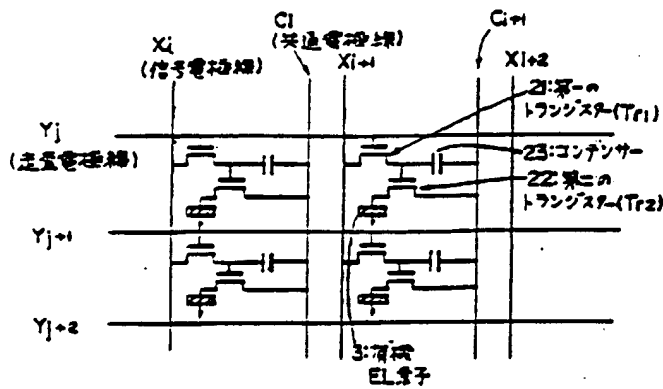 Xi
(信号電極線)
Ci
(共通電極線)
Xi+1
Ci+1
Xi+2
21:第一の
トランジスター(Tr1)
Yj
(走査電極線)
23:コンデンサー
22:第二の
トランジスター(Tr2)
Yj+1
Yj+2
3:有機
EL素子